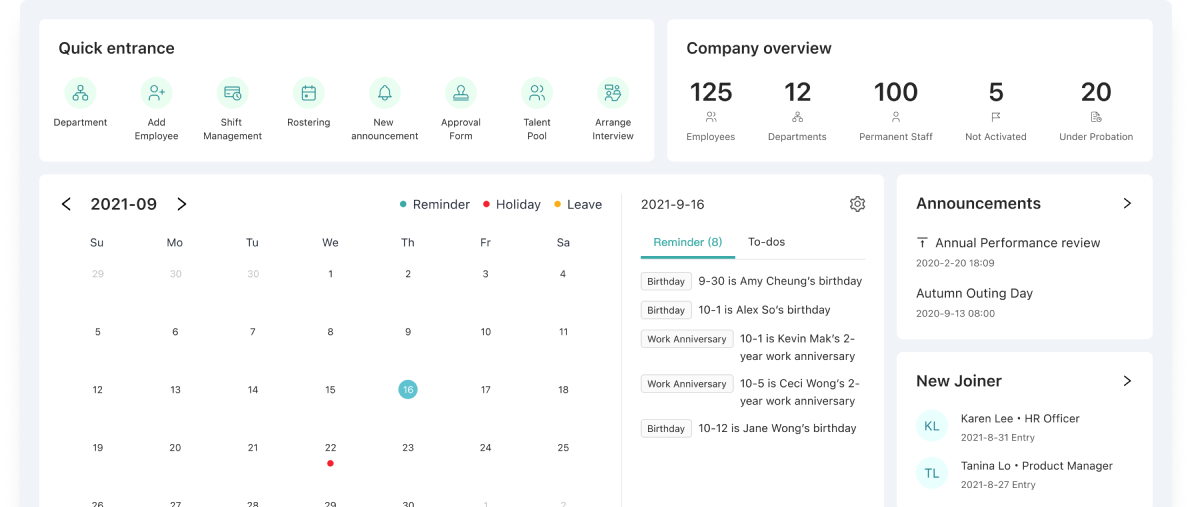 Quick entrance
Department
Add
Employee
Shift
Management
Rostering
New
announcement
Approval
Form
Talent
Pool
Arrange
Interview
Company overview
125 12 100 5 20
Employees Departments Permanent Staff Not Activated Under Probation
2021-09
Reminder Holiday Leave
Su Mo Tu We Th Fr Sa
29 30 30 1 2 3 4
5 6 7 8 9 10 11
12 13 14 15 16 17 18
19 20 21 22 23 24 25
26 27 28 29 30 1 2
2021-9-16
Reminder (8) To-dos
Birthday 9-30 is Amy Cheung's birthday
Birthday 10-1 is Alex So's birthday
Work Anniversary 10-1 is Kevin Mak's 2-
year work anniversary
Work Anniversary 10-5 is Ceci Wong's 2-
year work anniversary
Birthday 10-12 is Jane Wong's birthday
Announcements
Annual Performance review
2020-2-20 18:09
Autumn Outing Day
2020-9-13 08:00
New Joiner
KL Karen Lee • HR Officer
2021-8-31 Entry
TL Tanina Lo • Product Manager
2021-8-27 Entry